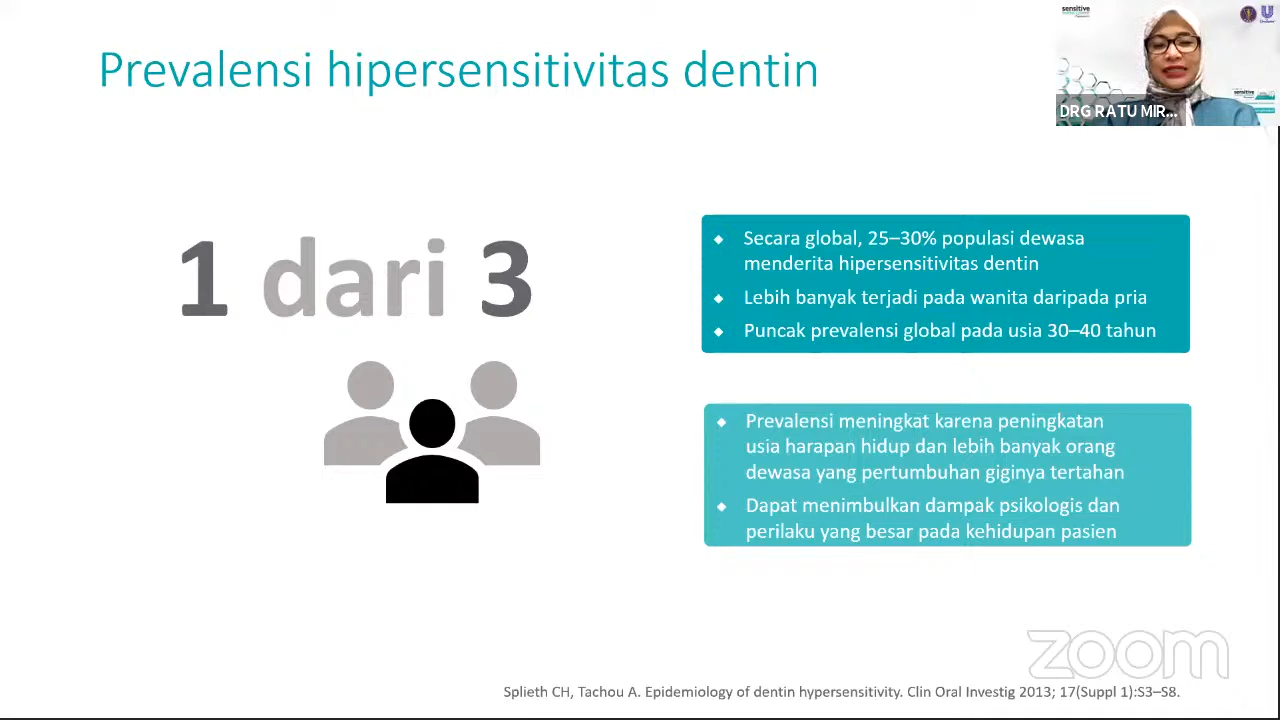 Prevalensi hipersensitivitas dentin
sensitive
DRG RATU MIR...
1 dari 3
Secara global, 25–30% populasi dewasa
menderita hipersensitivitas dentin
Lebih banyak terjadi pada wanita daripada pria
Puncak prevalensi global pada usia 30–40 tahun
Prevalensi meningkat karena peningkatan
usia harapan hidup dan lebih banyak orang
dewasa yang pertumbuhan giginya tertahan
Dapat menimbulkan dampak psikologis dan
perilaku yang besar pada kehidupan pasien
zoom
Splieth CH, Tachou A. Epidemiology of dentin hypersensitivity. Clin Oral Investig 2013; 17(Suppl 1):S3–S8.